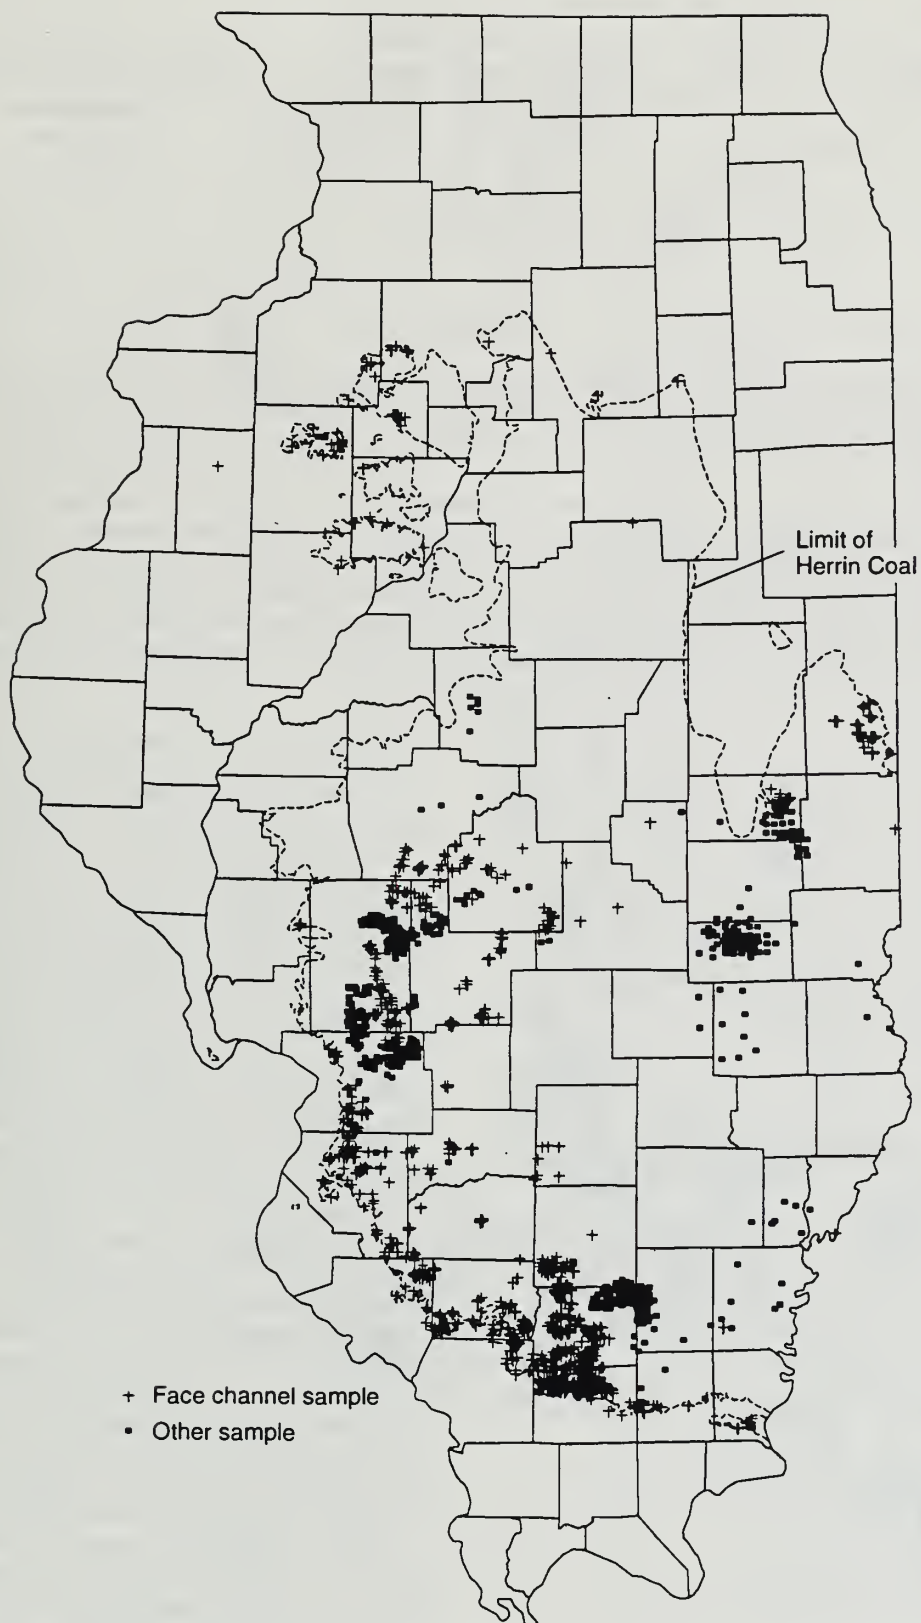 Limit of
Herrin Coal
+ Face channel sample
▪ Other sample